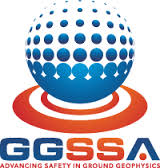 GGSSA
ADVANCING SAFETY IN GROUND GEOPHYSICS